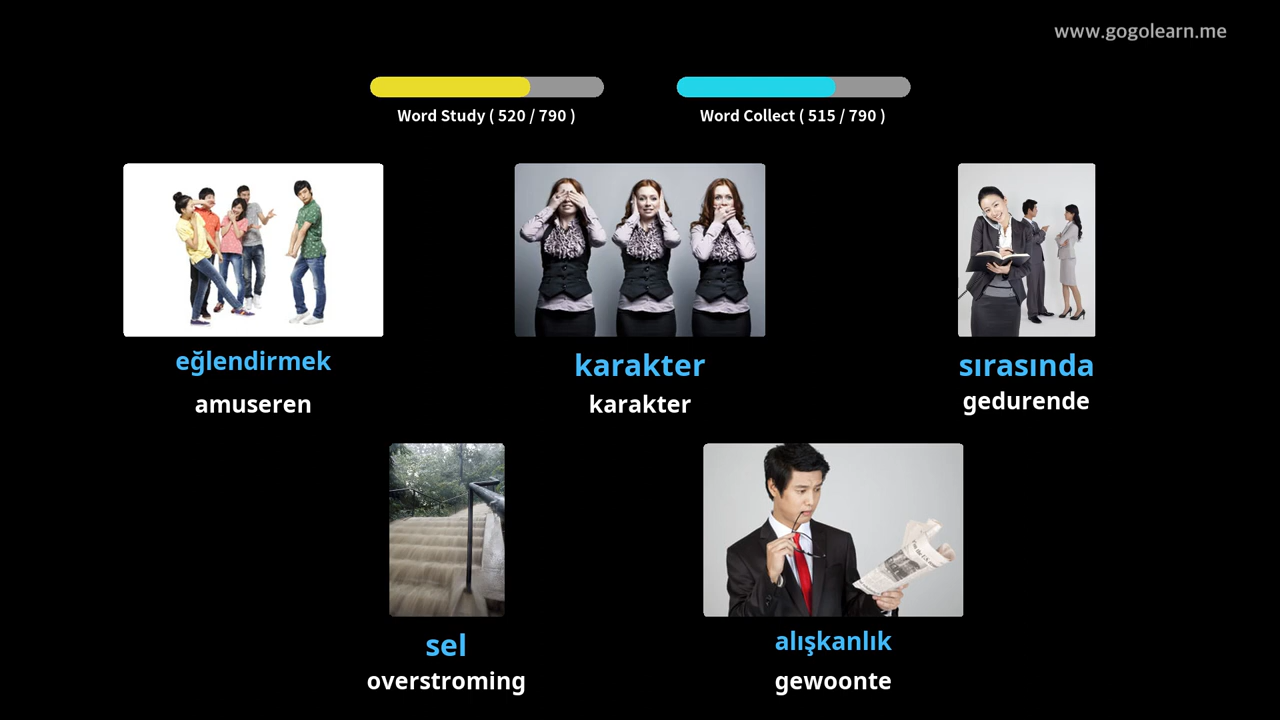 www.gogolearn.me
Word Study ( 520 / 790 )
Word Collect ( 515 / 790 )
eğlendirmek
amuseren
karakter
karakter
sırasında
gedurende
sel
overstroming
alışkanlık
gewoonte